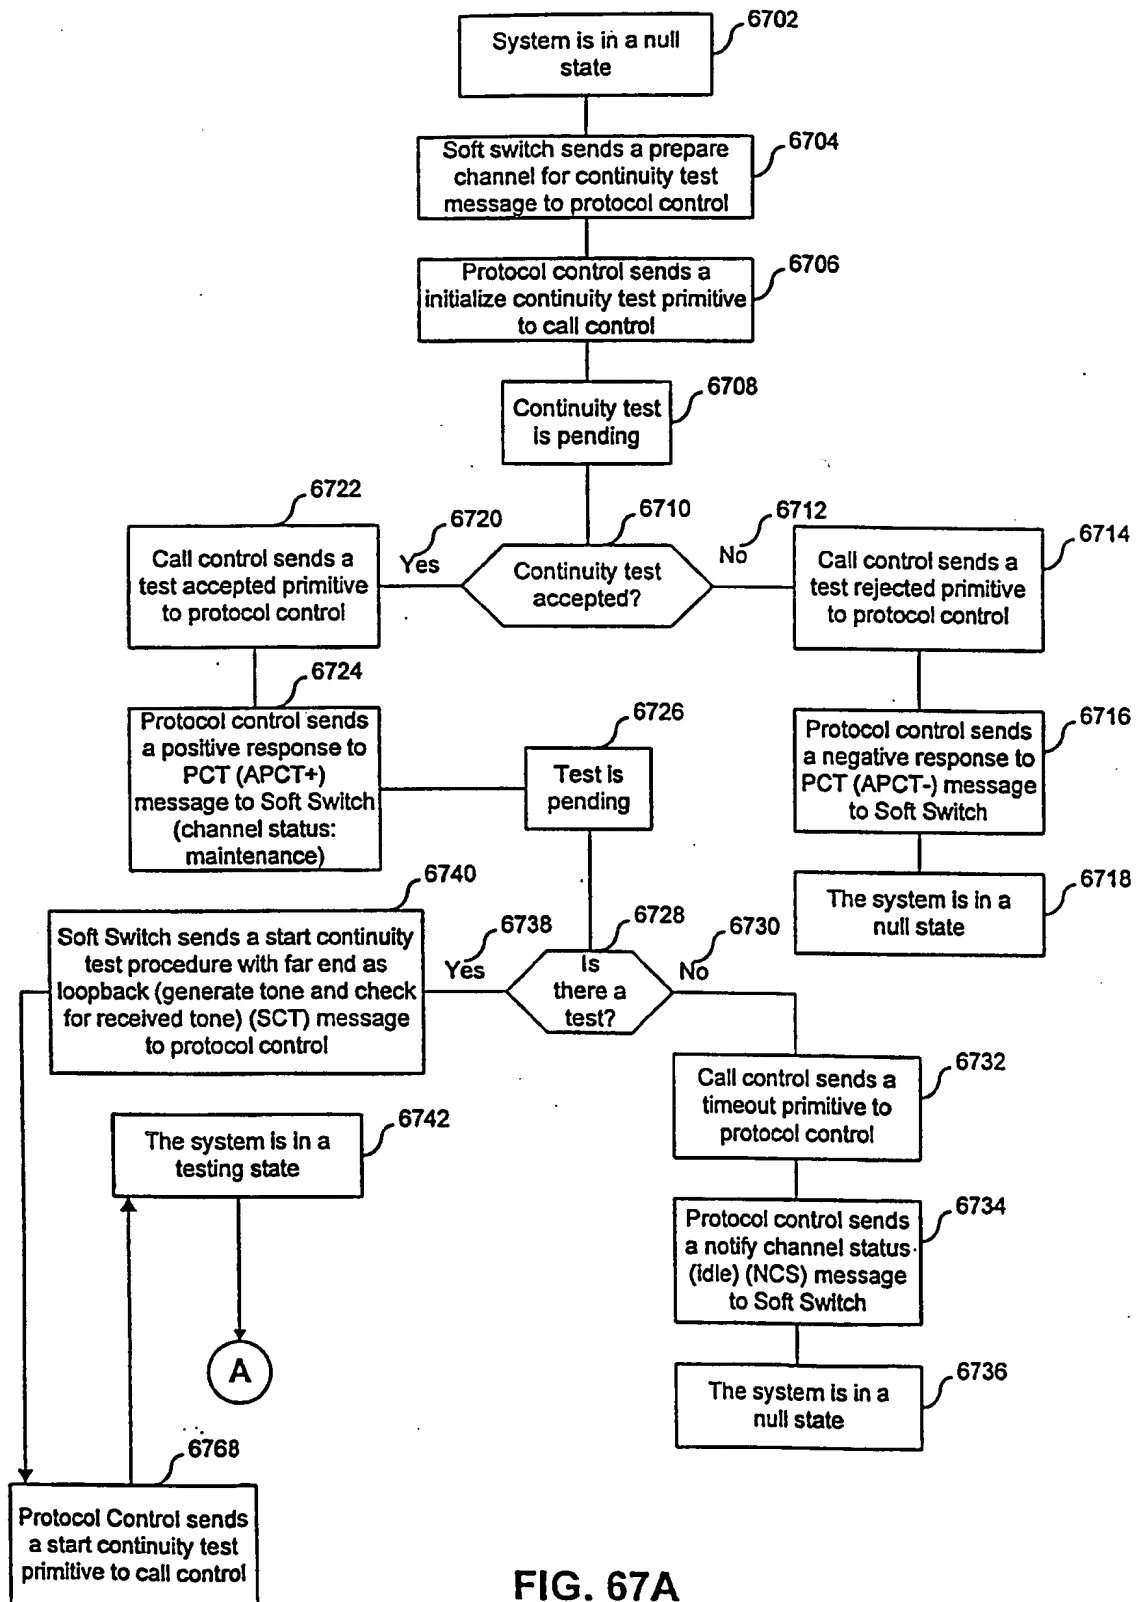 6702
System is in a null
state
6704
Soft switch sends a prepare
channel for continuity test
message to protocol control
6706
Protocol control sends a
initialize continuity test primitive
to call control
6708
Continuity test
is pending
6722
6720
6710
6712
6714
Yes
No
Call control sends a
test accepted primitive
to protocol control
Continuity test
accepted?
Call control sends a
test rejected primitive
to protocol control
6724
Protocol control sends
a positive response to
PCT (APCT+)
message to Soft Switch
(channel status:
maintenance)
6726
Test is
pending
6716
Protocol control sends
a negative response to
PCT (APCT-) message
to Soft Switch
6718
The system is in a
null state
6740
Soft Switch sends a start continuity
test procedure with far end as
loopback (generate tone and check
for received tone) (SCT) message
to protocol control
6738
Yes
6728
Is
there a
test?
6730
No
6732
Call control sends a
timeout primitive to
protocol control
6742
The system is in a
testing state
6734
Protocol control sends
a notify channel status
(idle) (NCS) message
to Soft Switch
A
6736
The system is in a
null state
6768
Protocol Control sends
a start continuity test
primitive to call control
FIG. 67A